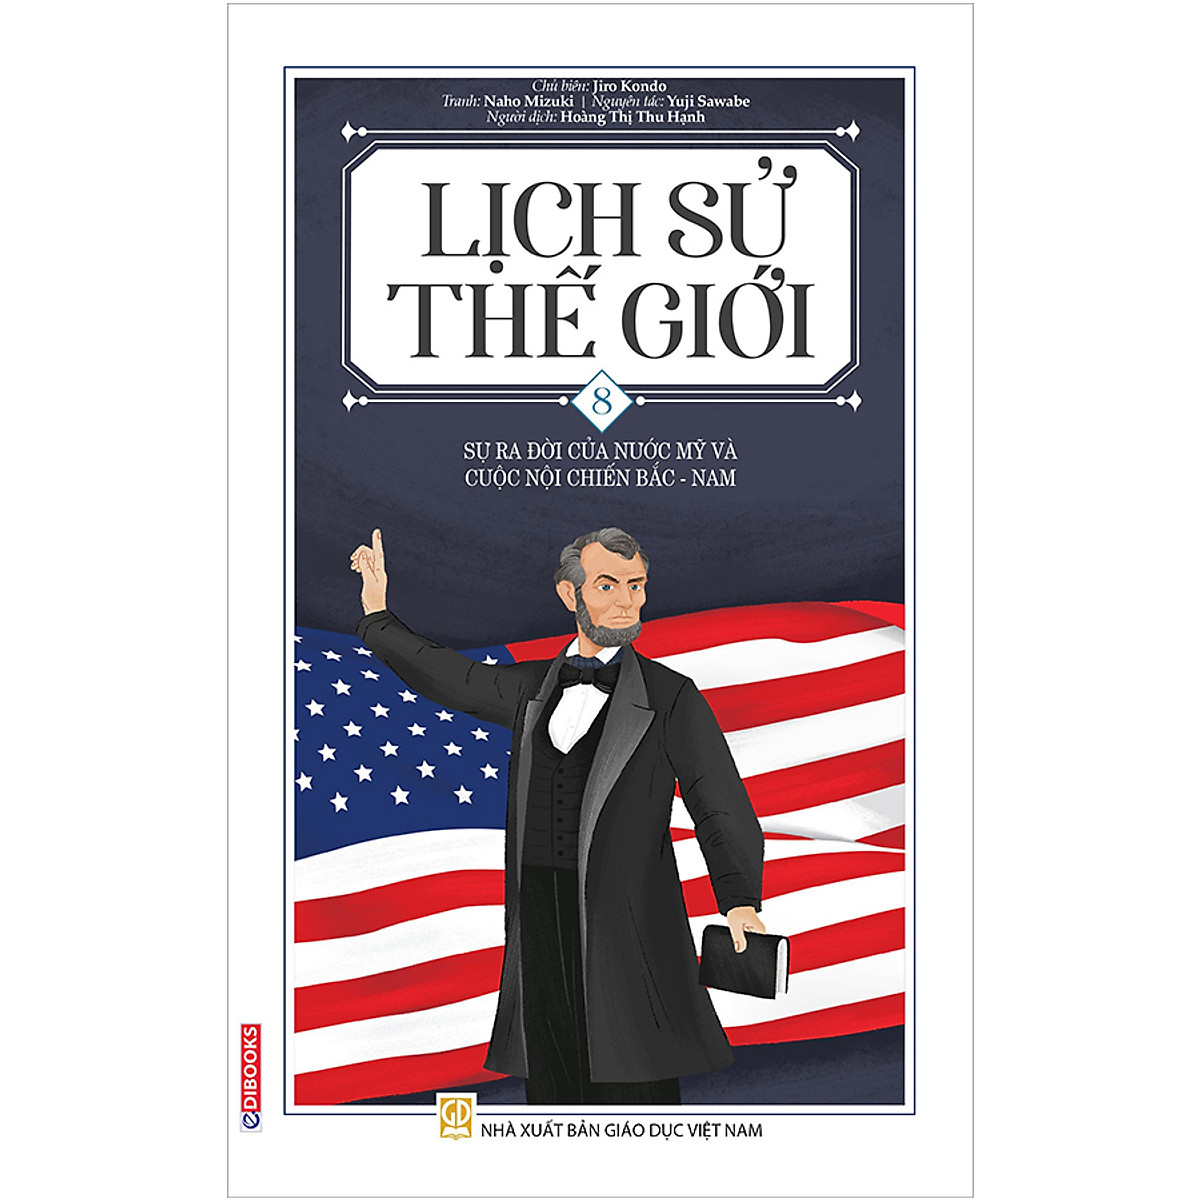 Chủ biên: Jiro Kondo
Tranh: Naho Mizuki | Nguyên tác: Yuji Sawabe
Người dịch: Hoàng Thị Thu Hạnh
LỊCH SỬ
THẾ GIỚI
8
SỰ RA ĐỜI CỦA NƯỚC MỸ VÀ
CUỘC NỘI CHIẾN BẮC - NAM
eDIBOOKS
GD
NHÀ XUẤT BẢN GIÁO DỤC VIỆT NAM